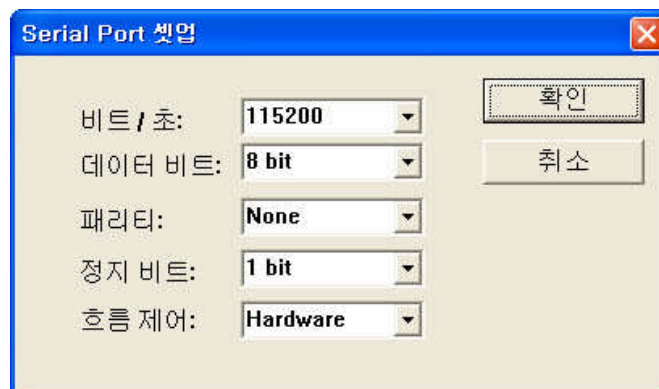 Serial Port 셋업
비트 / 초: 115200
확인
데이터 비트: 8 bit
취소
패리티: None
정지 비트: 1 bit
흐름 제어: Hardware